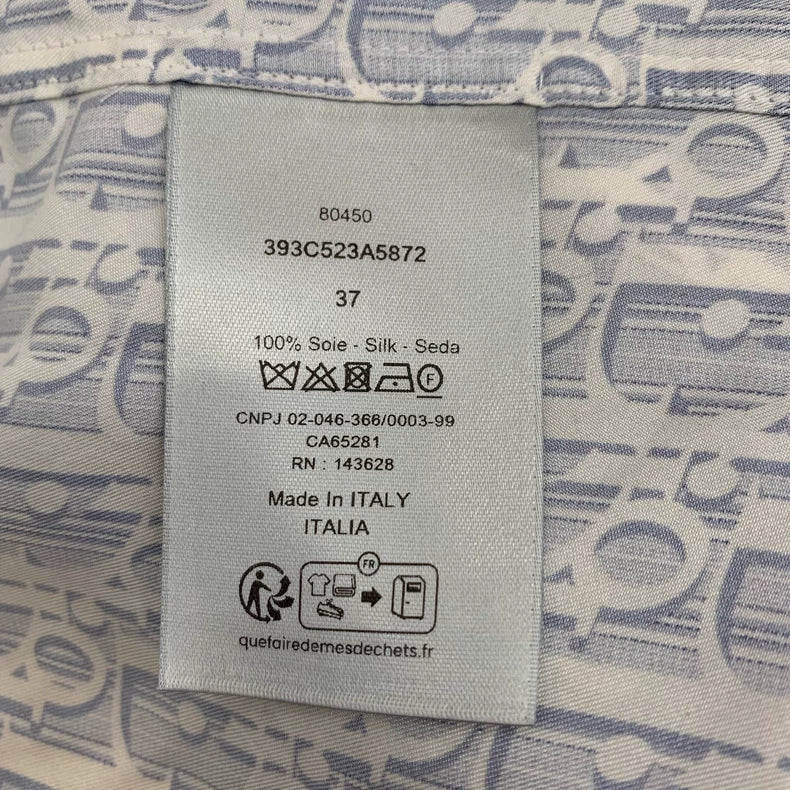 80450
393C523A5872
37
100% Soie - Silk - Seda
F
CNPJ 02-046-366/0003-99
CA65281
RN : 143628
Made In ITALY
ITALIA
FR
quefairedemesdechets.fr